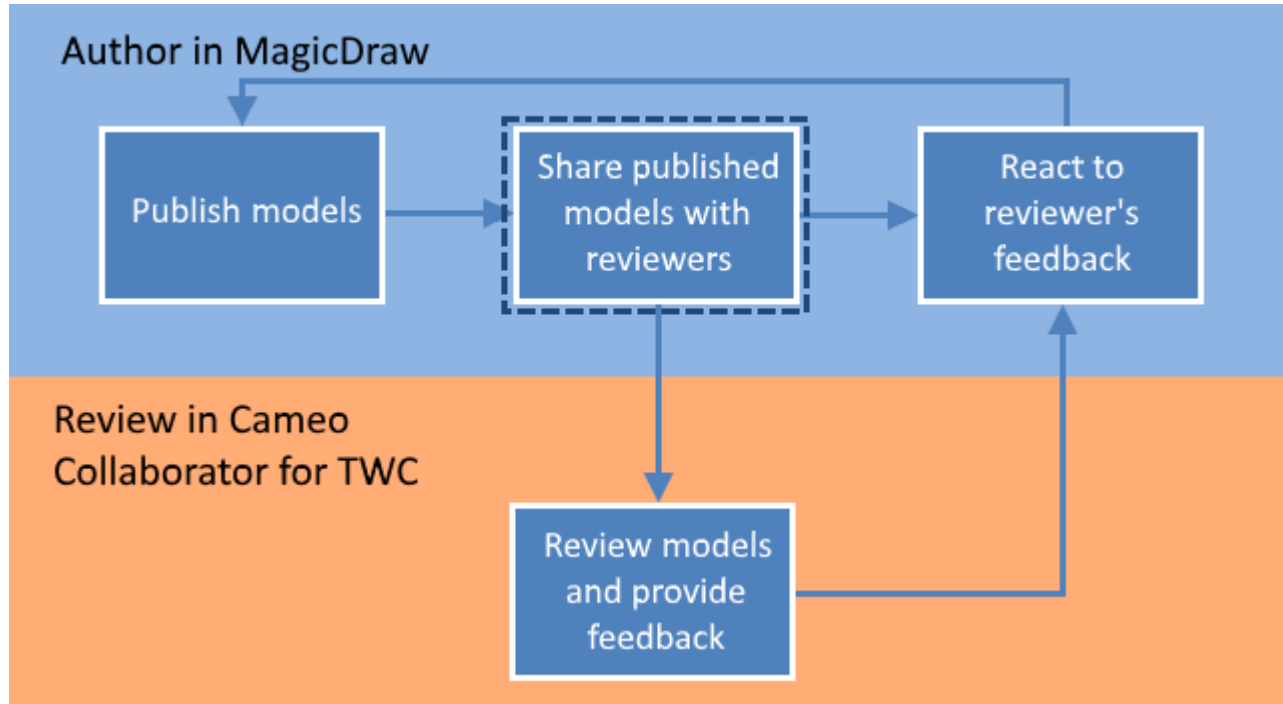 Author in MagicDraw
Publish models
Share published
models with
reviewers
React to
reviewer's
feedback
Review in Cameo
Collaborator for TWC
Review models
and provide
feedback